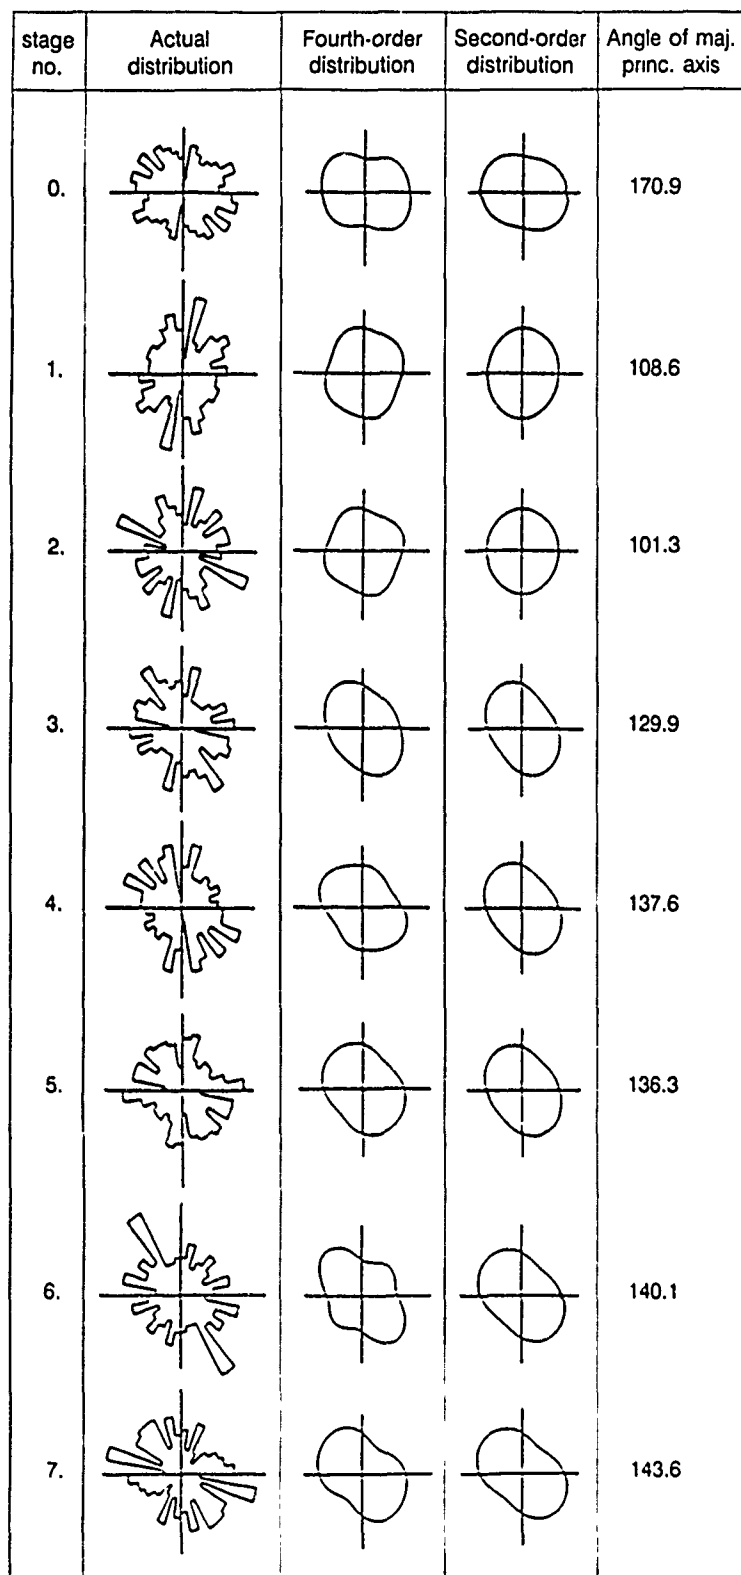 stage no.
Actual distribution
Fourth-order distribution
Second-order distribution
Angle of maj. princ. axis
0. 170.9
1. 108.6
2. 101.3
3. 129.9
4. 137.6
5. 136.3
6. 140.1
7. 143.6